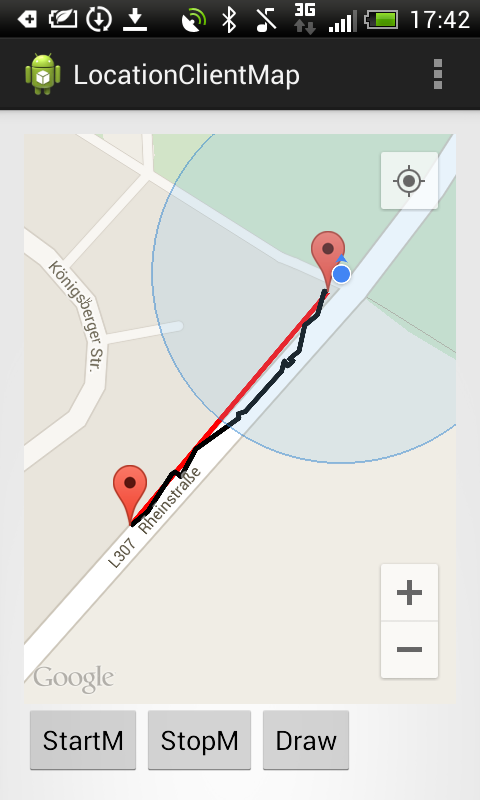 3G
17:42
LocationClientMap
Königsberger Str.
L307 Rheinstraße
Google
StartM
StopM
Draw